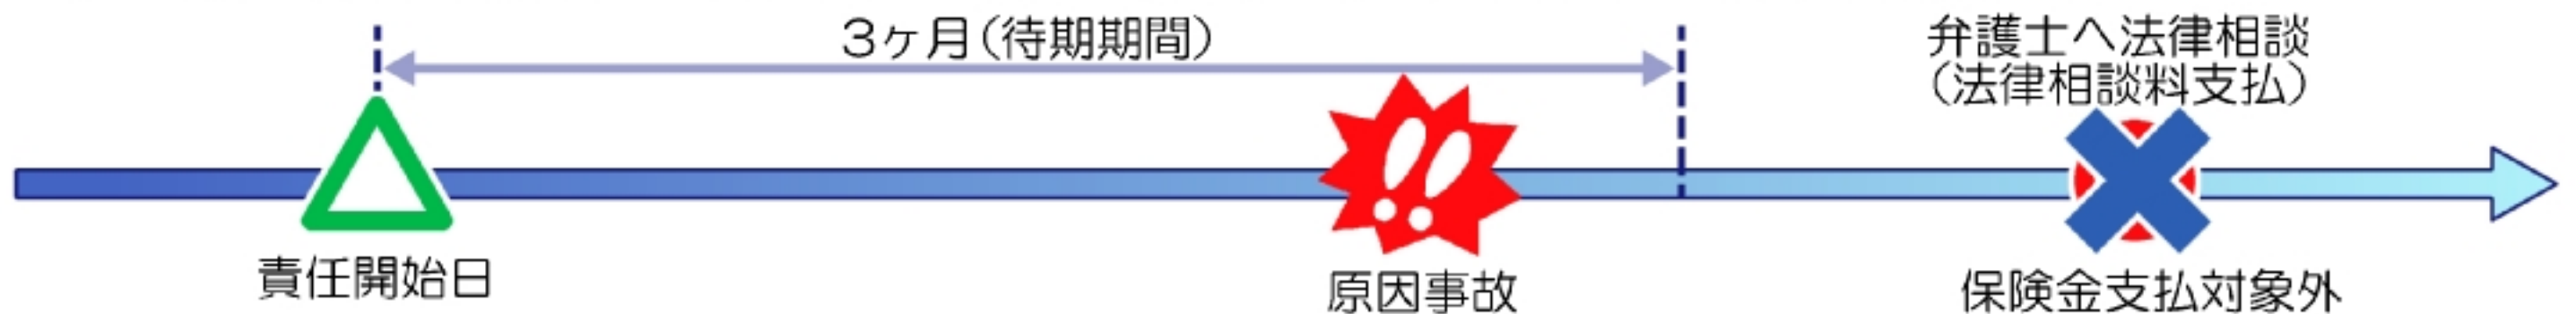 3ヶ月(待期期間)
弁護士へ法律相談
(法律相談料支払)
責任開始日
原因事故
保険金支払対象外